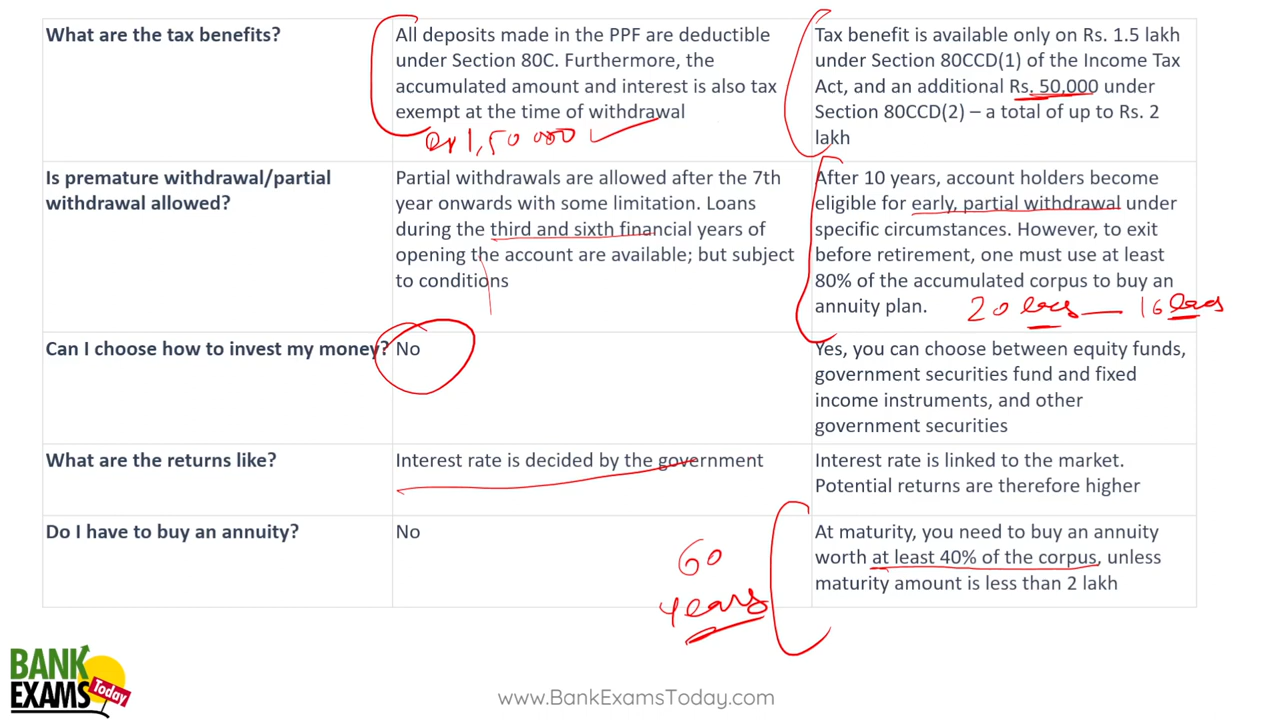 What are the tax benefits?
All deposits made in the PPF are deductible
under Section 80C. Furthermore, the
accumulated amount and interest is also tax
exempt at the time of withdrawal
1,50000
Tax benefit is available only on Rs. 1.5 lakh
under Section 80CCD(1) of the Income Tax
Act, and an additional Rs. 50,000 under
Section 80CCD(2) – a total of up to Rs. 2
lakh
Is premature withdrawal/partial
withdrawal allowed?
Partial withdrawals are allowed after the 7th
year onwards with some limitation. Loans
during the third and sixth financial years of
opening the account are available; but subject
to conditions
After 10 years, account holders become
eligible for early, partial withdrawal under
specific circumstances. However, to exit
before retirement, one must use at least
80% of the accumulated corpus to buy an
annuity plan.
20 lacs — 16 lacs
Can I choose how to invest my money?
No
Yes, you can choose between equity funds,
government securities fund and fixed
income instruments, and other
government securities
What are the returns like?
Interest rate is decided by the government
Interest rate is linked to the market.
Potential returns are therefore higher
Do I have to buy an annuity?
No
60
years
At maturity, you need to buy an annuity
worth at least 40% of the corpus, unless
maturity amount is less than 2 lakh
BANK
EXAMS
Today
www.BankExamsToday.com